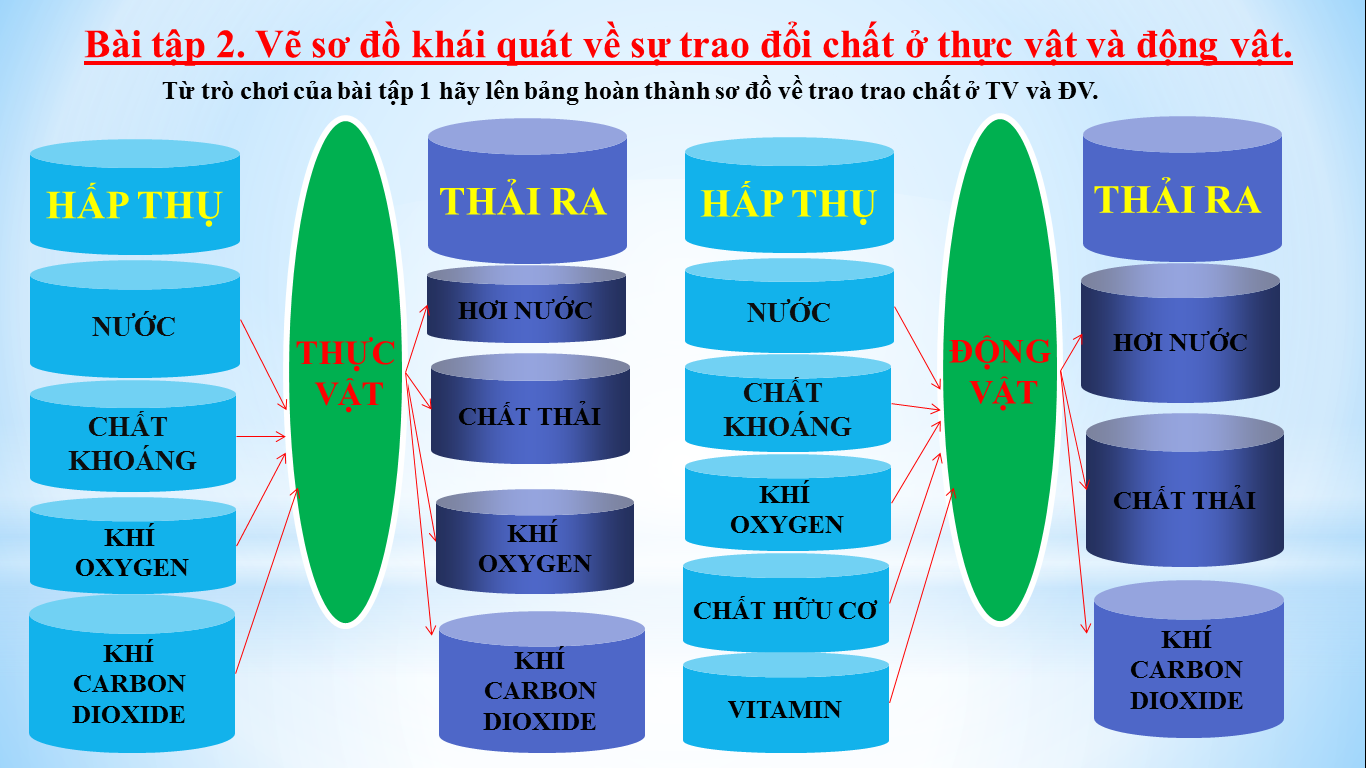 Bài tập 2. Vẽ sơ đồ khái quát về sự trao đổi chất ở thực vật và động vật.
Từ trò chơi của bài tập 1 hãy lên bảng hoàn thành sơ đồ về trao trao chất ở TV và ĐV.
HẤP THỤ
NƯỚC
CHẤT
KHOÁNG
KHÍ
OXYGEN
KHÍ
CARBON
DIOXIDE
THỰC
VẬT
THẢI RA
HƠI NƯỚC
CHẤT THẢI
KHÍ
OXYGEN
KHÍ
CARBON
DIOXIDE
HẤP THỤ
NƯỚC
CHẤT
KHOÁNG
KHÍ
OXYGEN
CHẤT HỮU CƠ
VITAMIN
ĐỘNG
VẬT
THẢI RA
HƠI NƯỚC
CHẤT THẢI
KHÍ
CARBON
DIOXIDE